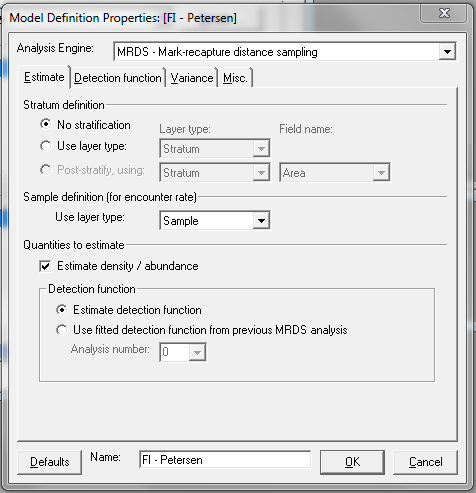 Model Definition Properties: [FI - Petersen]
Analysis Engine: MRDS - Mark-recapture distance sampling
Estimate Detection function Variance Misc.
Stratum definition
No stratification Layer type: Field name:
Use layer type: Stratum
Post-stratify, using: Stratum Area
Sample definition (for encounter rate)
Use layer type: Sample
Quantities to estimate
Estimate density / abundance
Detection function
Estimate detection function
Use fitted detection function from previous MRDS analysis
Analysis number: 0
Defaults Name: FI - Petersen OK Cancel